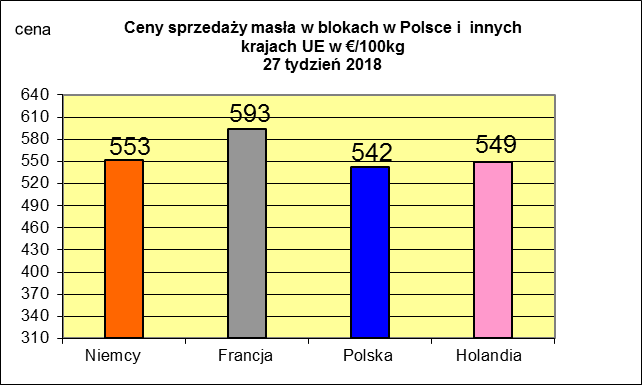 cena
Ceny sprzedaży masła w blokach w Polsce i  innych
krajach UE w €/100kg
27 tydzień 2018
640
610
580
550
520
490
460
430
400
370
340
310
553
593
542
549
Niemcy
Francja
Polska
Holandia